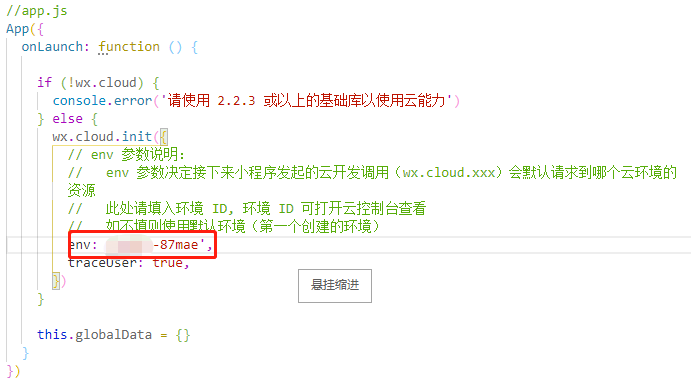 //app.js
App({
onLaunch: function () {
if (!wx.cloud) {
console.error('请使用 2.2.3 或以上的基础库以使用云能力')
} else {
wx.cloud.init({
// env 参数说明：
//   env 参数决定接下来小程序发起的云开发调用（wx.cloud.xxx）会默认请求到哪个云环境的
资源
//   此处请填入环境 ID, 环境 ID 可打开云控制台查看
//   如不填则使用默认环境（第一个创建的环境）
env: -87mae',
traceUser: true,
})
悬挂缩进
}
this.globalData = {}
}
})